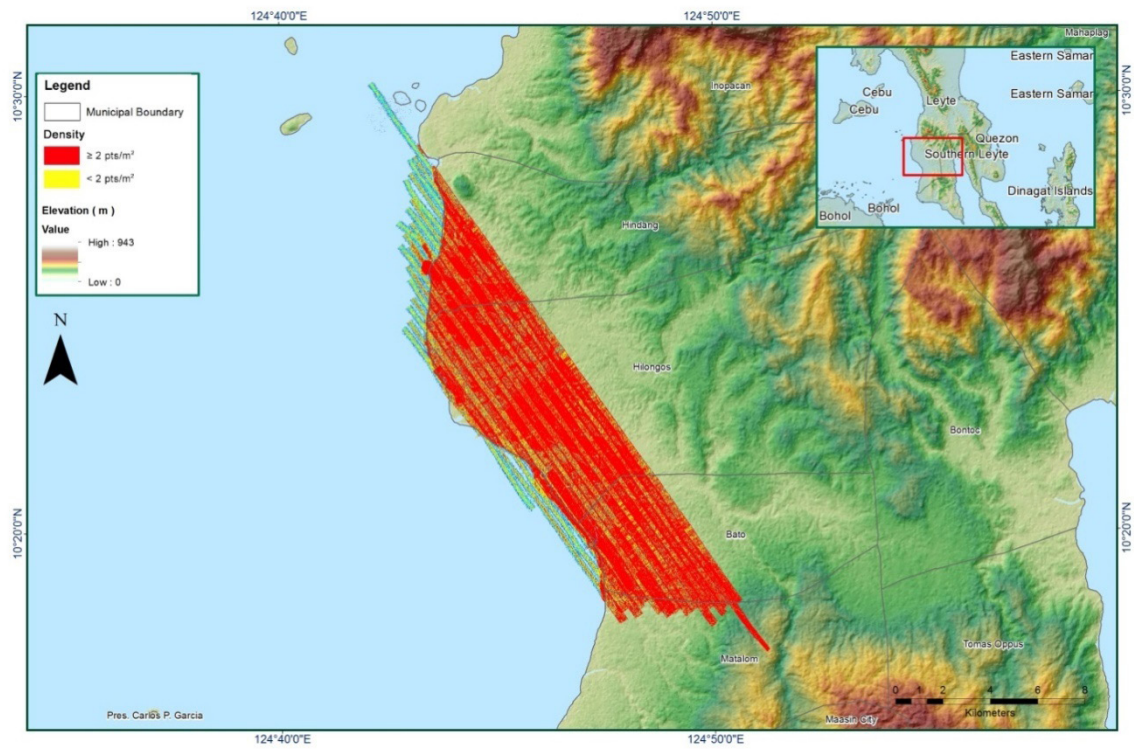 124°40'0"E
124°50'0"E
Mahaplag
10°30'0"N
10°30'0"N
Legend
Municipal Boundary
Density
≥ 2 pts/m²
< 2 pts/m²
Elevation ( m )
Value
High : 943
Low : 0
N
Inopacan
Hindang
Hilongos
Bontoc
Bato
Matalom
Tomas Oppus
Maasin city
Pres. Carlos P. Garcia
Eastern Samar
Cebu
Cebu
Leyte
Eastern Samar
Quezon
Southern Leyte
Dinagat Islands
Bohol
Bohol
10°20'0"N
10°20'0"N
0 1 2 4 6 8
Kilometers
124°40'0"E
124°50'0"E